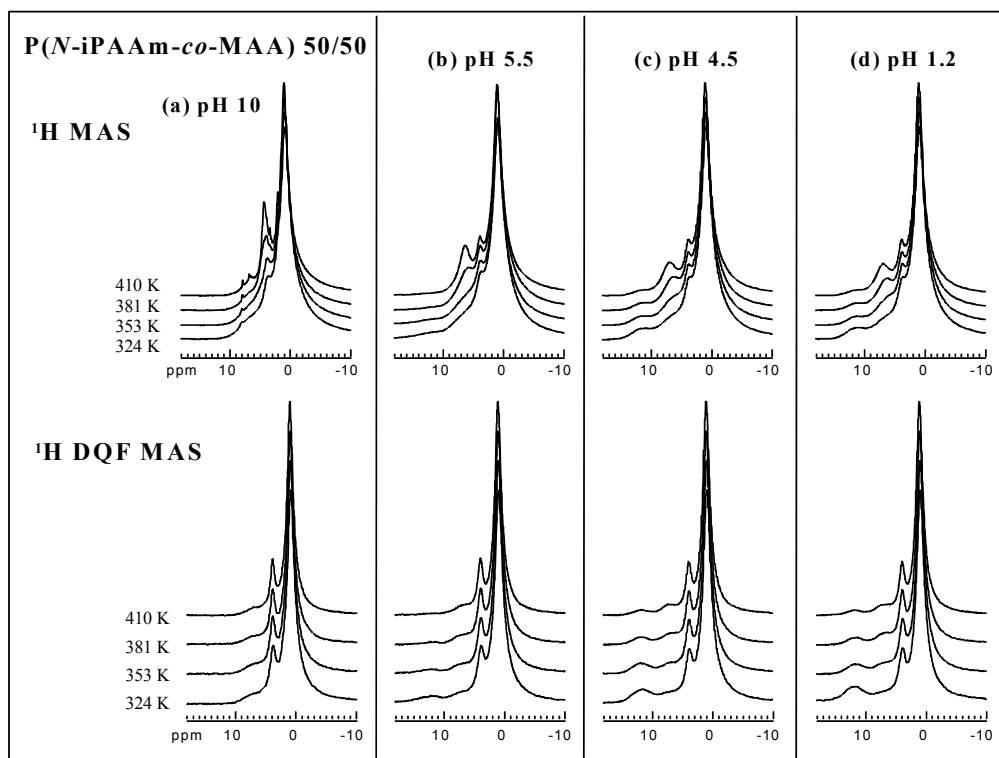 P(N-iPAAm-co-MAA) 50/50
(a) pH 10
(b) pH 5.5
(c) pH 4.5
(d) pH 1.2
¹H MAS
410 K
381 K
353 K
324 K
ppm 10 0 -10
10 0 -10
10 0 -10
10 0 -10
¹H DQF MAS
410 K
381 K
353 K
324 K
ppm 10 0 -10
10 0 -10
10 0 -10
10 0 -10